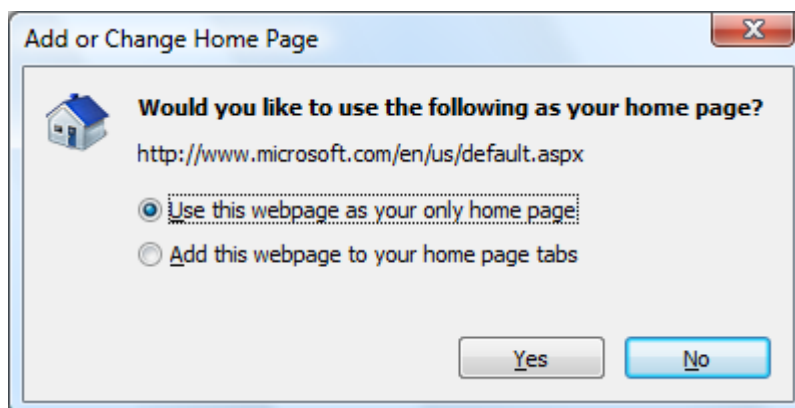 Add or Change Home Page
Would you like to use the following as your home page?
http://www.microsoft.com/en/us/default.aspx
Use this webpage as your only home page
Add this webpage to your home page tabs
Yes No